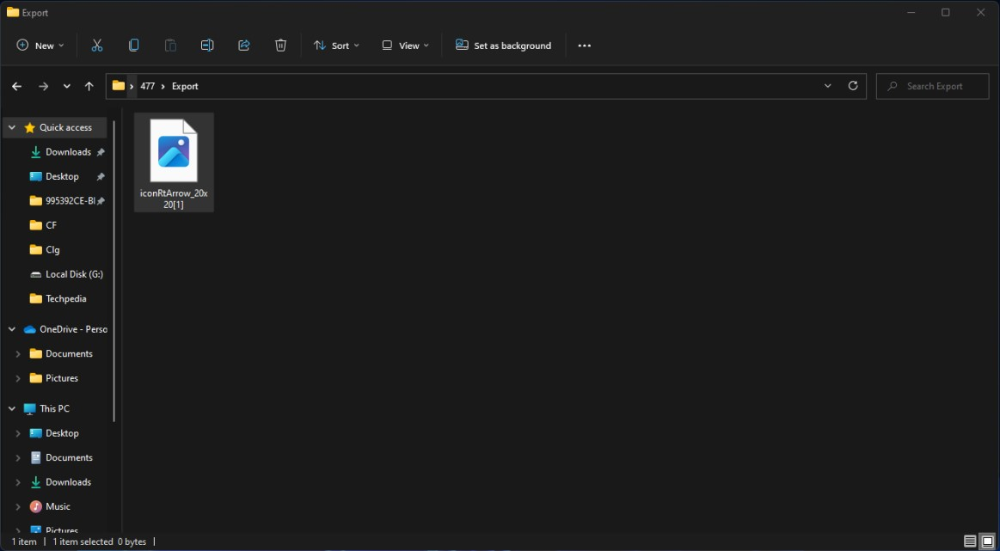 Export
New
Sort
View
Set as background
477
Export
Search Export
Quick access
Downloads
Desktop
995392CE-BI
CF
Clg
Local Disk (G:)
Techpedia
OneDrive - Perso
Documents
Pictures
This PC
Desktop
Documents
Downloads
Music
Pictures
iconRtArrow_20x
20[1]
1 item | 1 item selected 0 bytes |